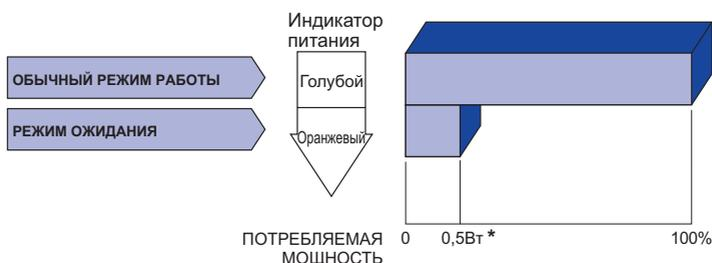 Индикатор
питания
ОБЫЧНЫЙ РЕЖИМ РАБОТЫ
Голубой
РЕЖИМ ОЖИДАНИЯ
Оранжевый
ПОТРЕБЛЯЕМАЯ
МОЩНОСТЬ
0 0,5Вт * 100%